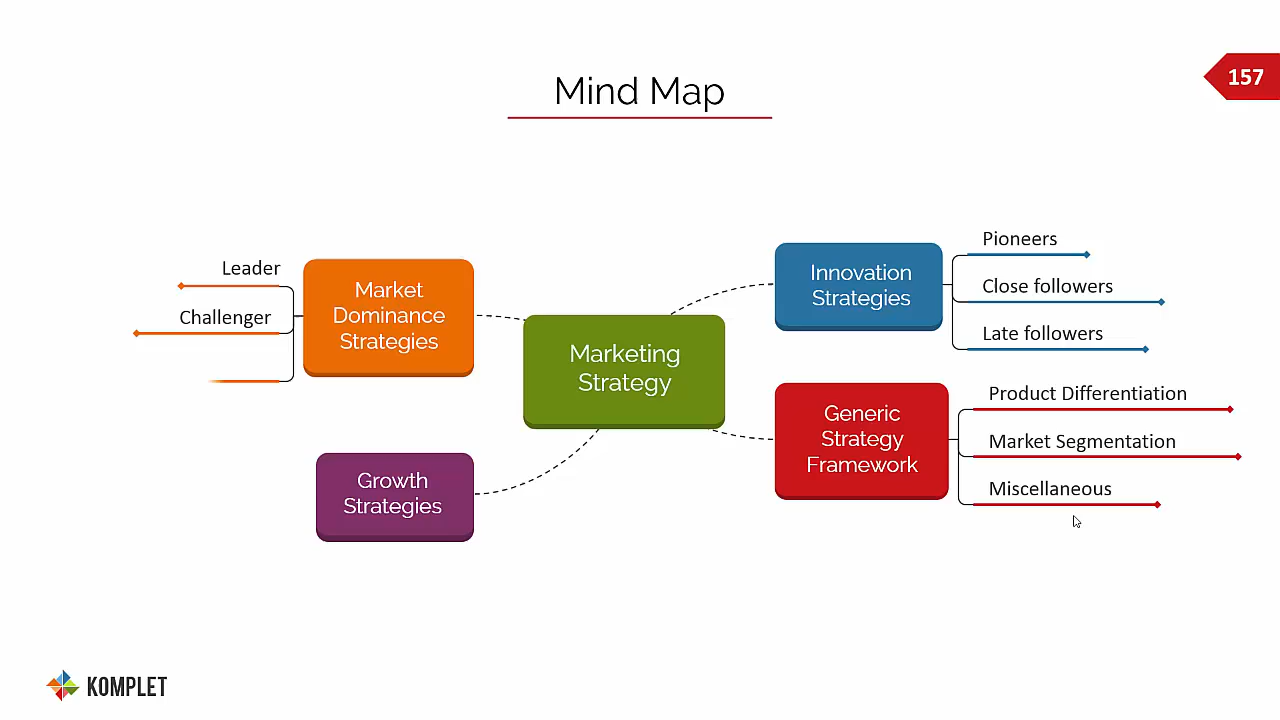 Mind Map
157
Leader
Challenger
Market
Dominance
Strategies
Growth
Strategies
Marketing
Strategy
Innovation
Strategies
Pioneers
Close followers
Late followers
Generic
Strategy
Framework
Product Differentiation
Market Segmentation
Miscellaneous
KOMPLET